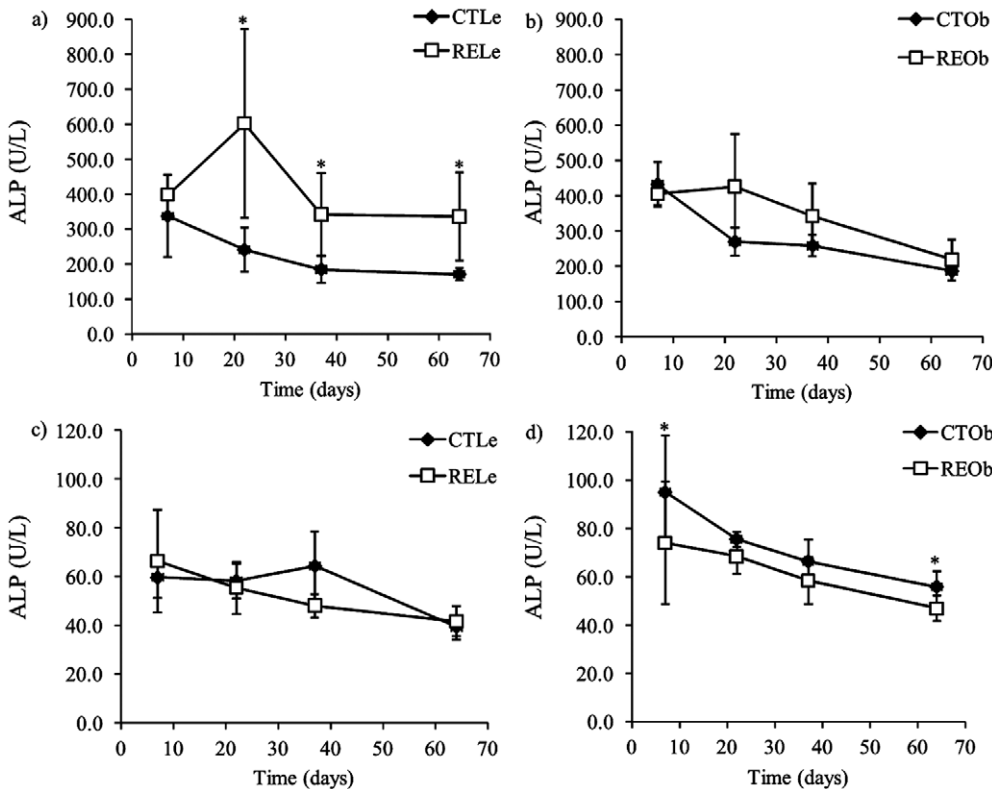 a)
900.0
800.0
700.0
600.0
500.0
400.0
300.0
200.0
100.0
0.0
ALP (U/L)
* * *
CTLe
RELe
0 10 20 30 40 50 60 70
Time (days)
b)
900.0
800.0
700.0
600.0
500.0
400.0
300.0
200.0
100.0
0.0
ALP (U/L)
CTOb
REOb
0 10 20 30 40 50 60 70
Time (days)
c)
120.0
100.0
80.0
60.0
40.0
20.0
0.0
ALP (U/L)
CTLe
RELe
0 10 20 30 40 50 60 70
Time (days)
d)
120.0
100.0
80.0
60.0
40.0
20.0
0.0
ALP (U/L)
* *
CTOb
REOb
0 10 20 30 40 50 60 70
Time (days)